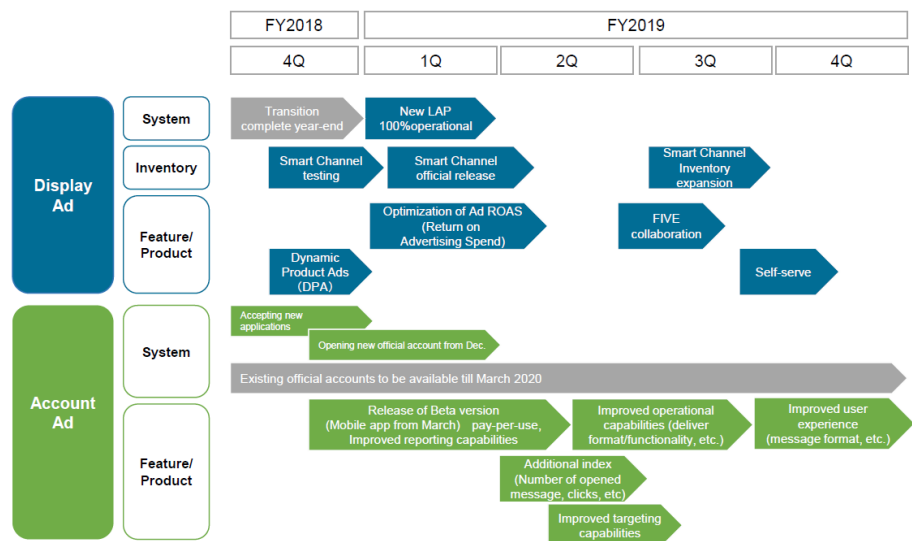 FY2018
FY2019
4Q
1Q
2Q
3Q
4Q
Display
Ad
System
Transition
complete year-end
New LAP
100%operational
Inventory
Smart Channel
testing
Smart Channel
official release
Smart Channel
Inventory
expansion
Feature/
Product
Optimization of Ad ROAS
(Return on
Advertising Spend)
FIVE
collaboration
Dynamic
Product Ads
(DPA)
Self-serve
Account
Ad
System
Accepting new
applications
Opening new official account from Dec.
Existing official accounts to be available till March 2020
Feature/
Product
Release of Beta version
(Mobile app from March) pay-per-use,
Improved reporting capabilities
Improved operational
capabilities (deliver
format/functionality, etc.)
Improved user
experience
(message format, etc.)
Additional index
(Number of opened
message, clicks, etc)
Improved targeting
capabilities